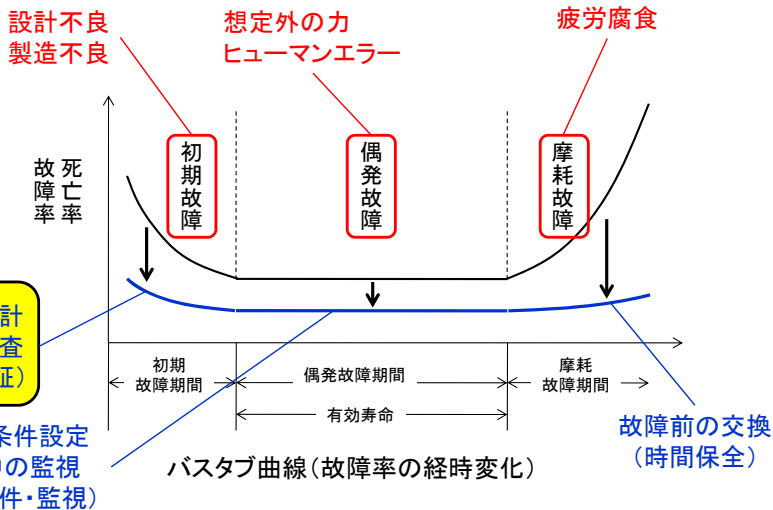 設計不良
製造不良
想定外の力
ヒューマンエラー
疲労腐食
死亡率
故障率
初期故障
偶発故障
摩耗故障
計
査
証)
初期
故障期間
偶発故障期間
摩耗
故障期間
有効寿命
条件設定
の監視
件・監視)
バスタブ曲線(故障率の経時変化)
故障前の交換
(時間保全)